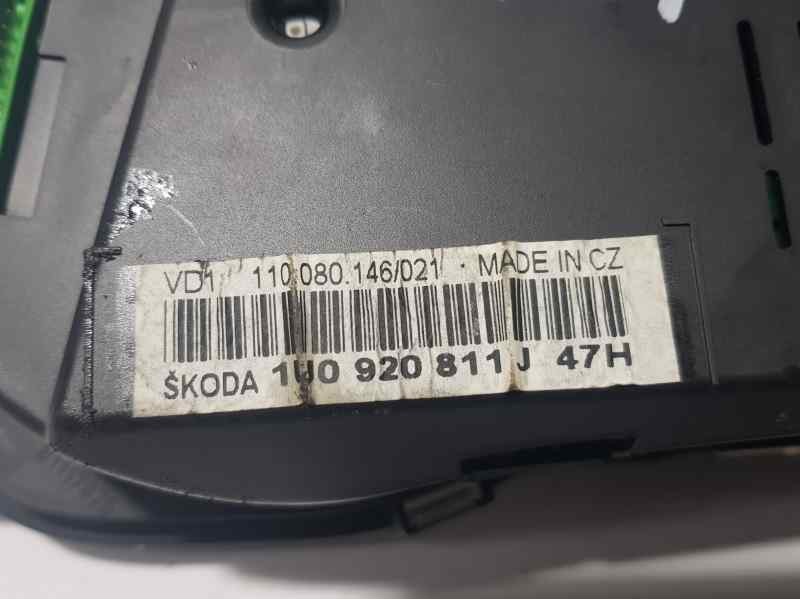 VD1 110.080.146/021 · MADE IN CZ
ŠKODA 1U0 920 811 J 47H